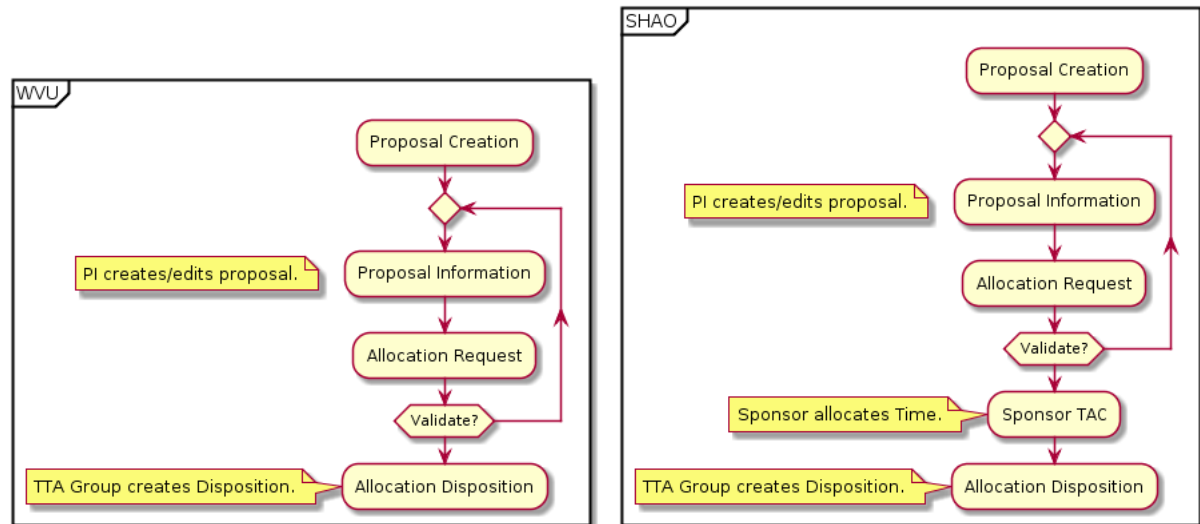 WVU
Proposal Creation
PI creates/edits proposal.
Proposal Information
Allocation Request
Validate?
TTA Group creates Disposition.
Allocation Disposition
SHAO
Proposal Creation
PI creates/edits proposal.
Proposal Information
Allocation Request
Validate?
Sponsor allocates Time.
Sponsor TAC
TTA Group creates Disposition.
Allocation Disposition